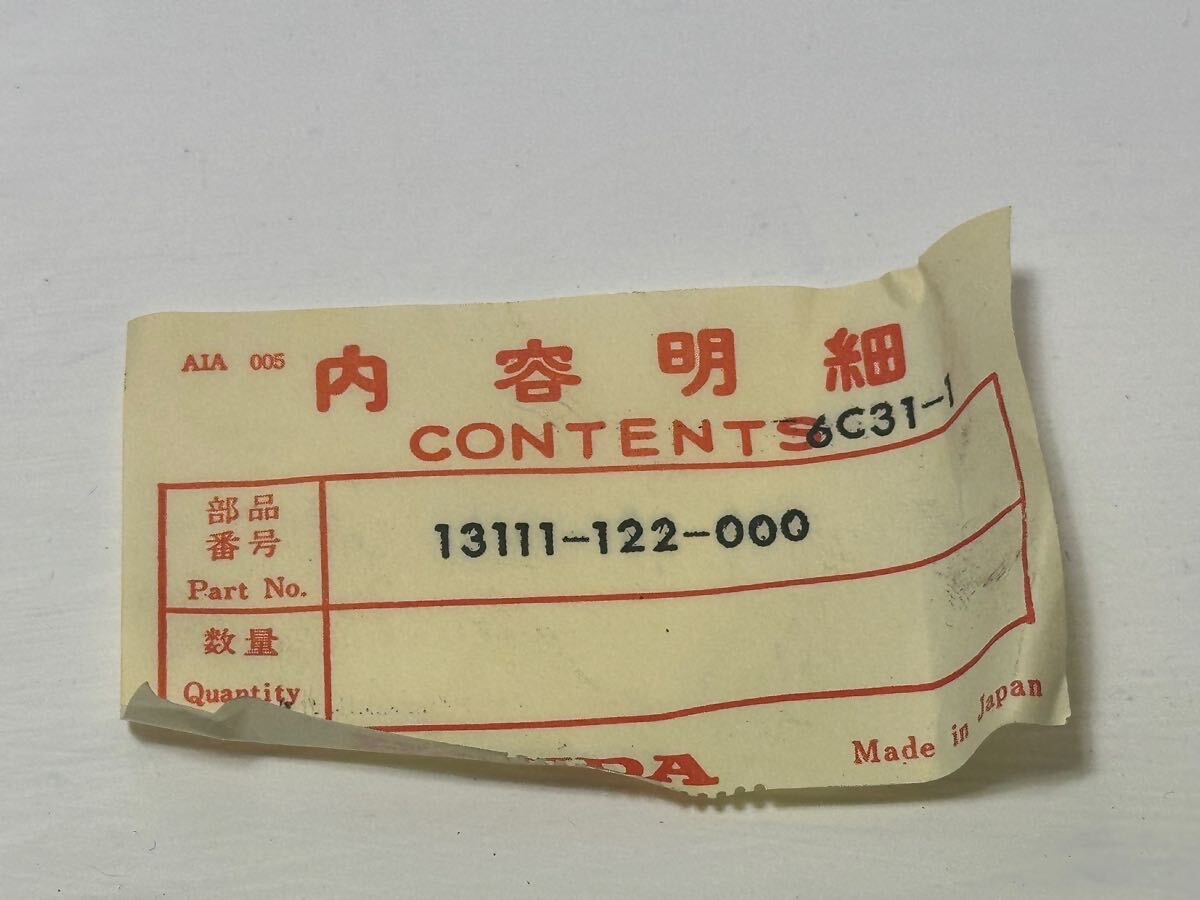 AIA 005
内容明細
CONTENTS
6C31-1
部品
番号
Part No.
13111-122-000
数量
Quantity
Made in Japan